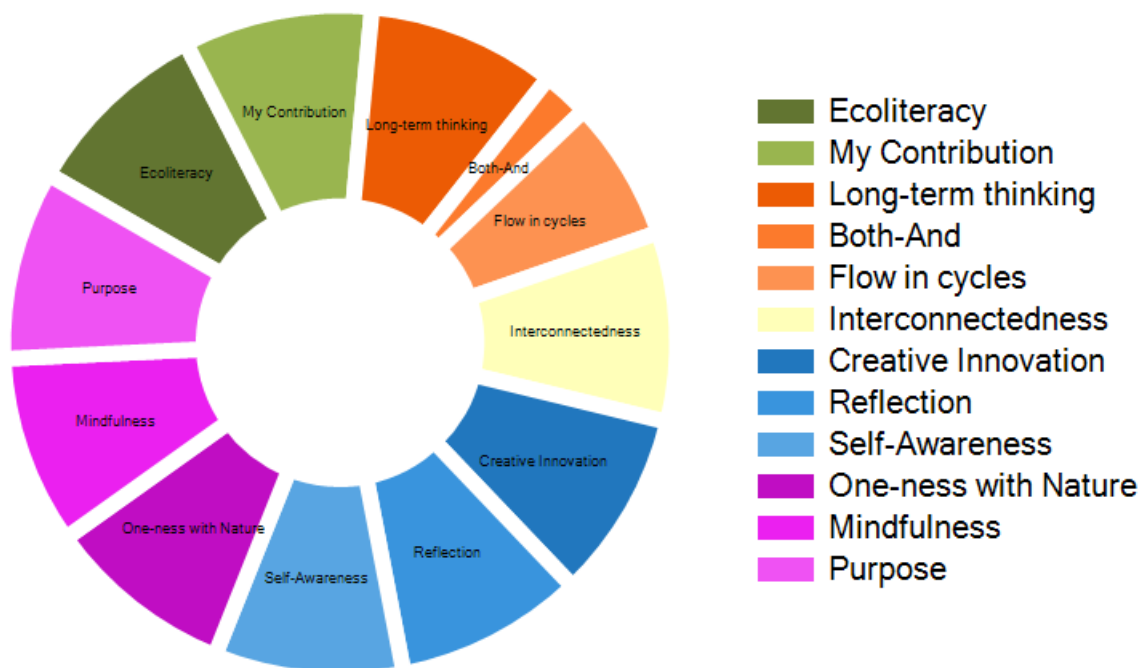 My Contribution
Long-term thinking
Both-And
Ecoliteracy
Flow in cycles
Purpose
Interconnectedness
Mindfulness
Creative Innovation
One-ness with Nature
Reflection
Self-Awareness
Ecoliteracy
My Contribution
Long-term thinking
Both-And
Flow in cycles
Interconnectedness
Creative Innovation
Reflection
Self-Awareness
One-ness with Nature
Mindfulness
Purpose